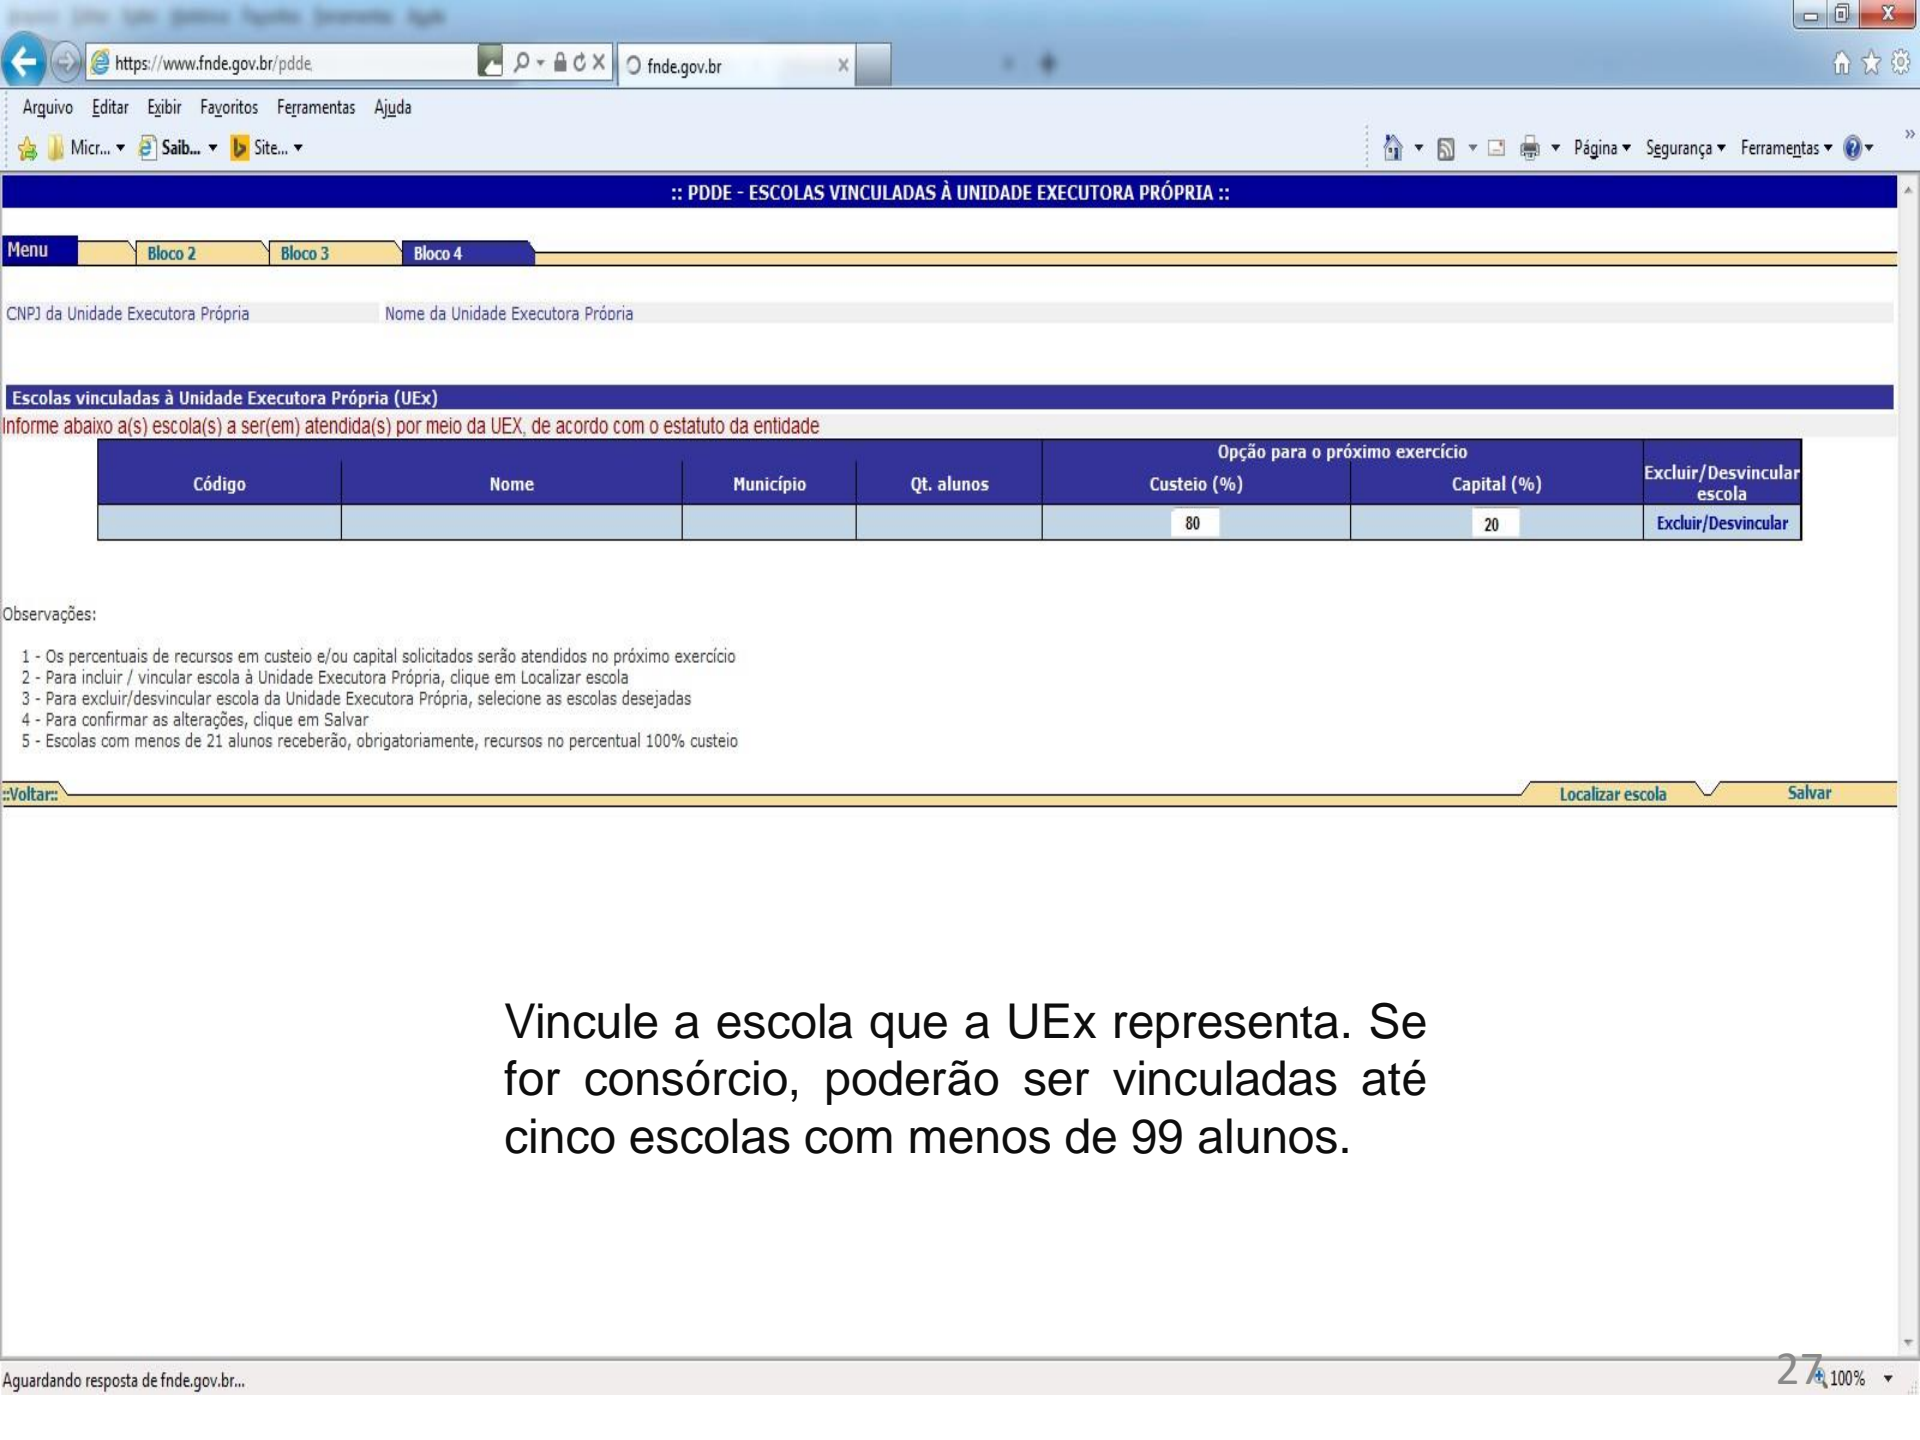 https://www.fnde.gov.br/pdde
fnde.gov.br
Arquivo Editar Exibir Favoritos Ferramentas Ajuda
Micr... Saib... Site... Página Segurança Ferramentas
:: PDDE - ESCOLAS VINCULADAS À UNIDADE EXECUTORA PRÓPRIA ::
Menu Bloco 2 Bloco 3 Bloco 4
CNPJ da Unidade Executora Própria Nome da Unidade Executora Própria
Escolas vinculadas à Unidade Executora Própria (UEx)
Informe abaixo a(s) escola(s) a ser(em) atendida(s) por meio da UEX, de acordo com o estatuto da entidade
Opção para o próximo exercício
Código Nome Município Qt. alunos Custeio (%) Capital (%) Excluir/Desvincular escola
80 20 Excluir/Desvincular
Observações:
1 - Os percentuais de recursos em custeio e/ou capital solicitados serão atendidos no próximo exercício
2 - Para incluir / vincular escola à Unidade Executora Própria, clique em Localizar escola
3 - Para excluir/desvincular escola da Unidade Executora Própria, selecione as escolas desejadas
4 - Para confirmar as alterações, clique em Salvar
5 - Escolas com menos de 21 alunos receberão, obrigatoriamente, recursos no percentual 100% custeio
::Voltar:: Localizar escola Salvar
Vincule a escola que a UEx representa. Se
for consórcio, poderão ser vinculadas até
cinco escolas com menos de 99 alunos.
27
Aguardando resposta de fnde.gov.br... 100%